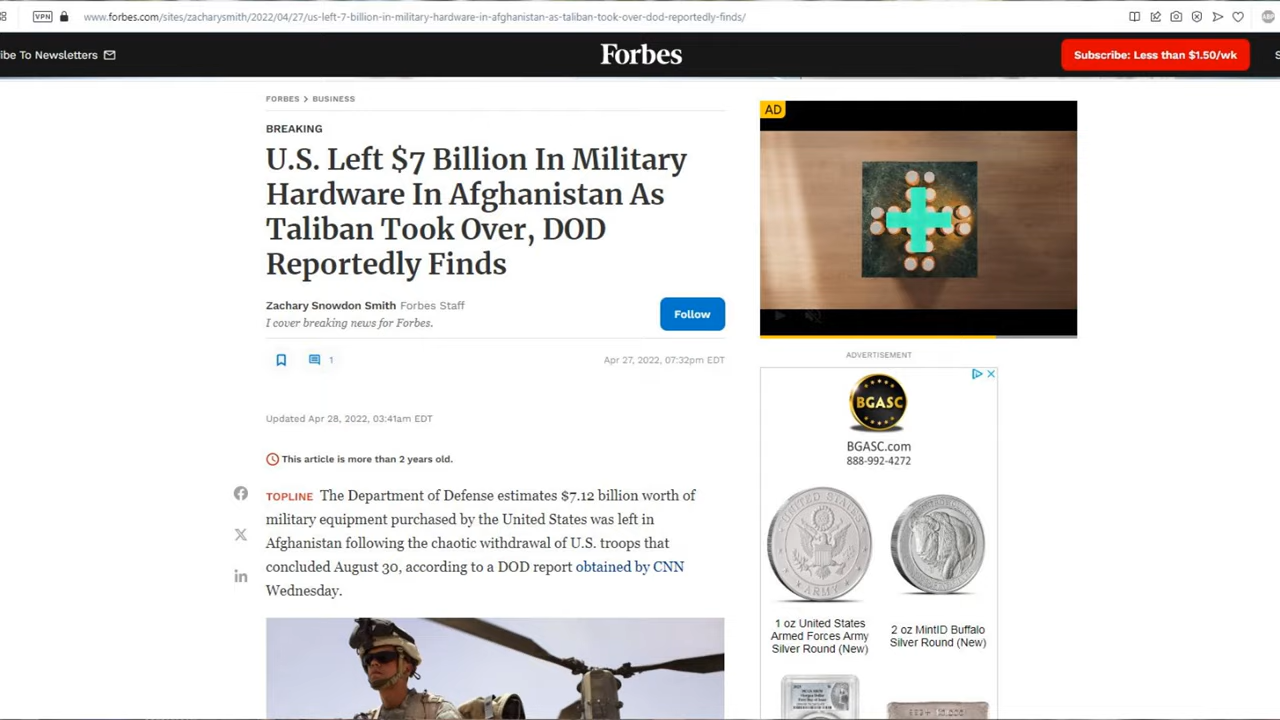 VPN
www.forbes.com/sites/zacharysmith/2022/04/27/us-left-7-billion-in-military-hardware-in-afghanistan-as-taliban-took-over-dod-reportedly-finds/
ibe To Newsletters
Forbes
Subscribe: Less than $1.50/wk
S
FORBES > BUSINESS
BREAKING
U.S. Left $7 Billion In Military
Hardware In Afghanistan As
Taliban Took Over, DOD
Reportedly Finds
Zachary Snowdon Smith Forbes Staff
I cover breaking news for Forbes.
Follow
1
Apr 27, 2022, 07:32pm EDT
Updated Apr 28, 2022, 03:41am EDT
This article is more than 2 years old.
TOPLINE The Department of Defense estimates $7.12 billion worth of
military equipment purchased by the United States was left in
Afghanistan following the chaotic withdrawal of U.S. troops that
concluded August 30, according to a DOD report obtained by CNN
Wednesday.
AD
ADVERTISEMENT
BGASC
BGASC.com
888-992-4272
UNITED STATES
ARMY
1 oz United States
Armed Forces Army
Silver Round (New)
2 oz MintID Buffalo
Silver Round (New)